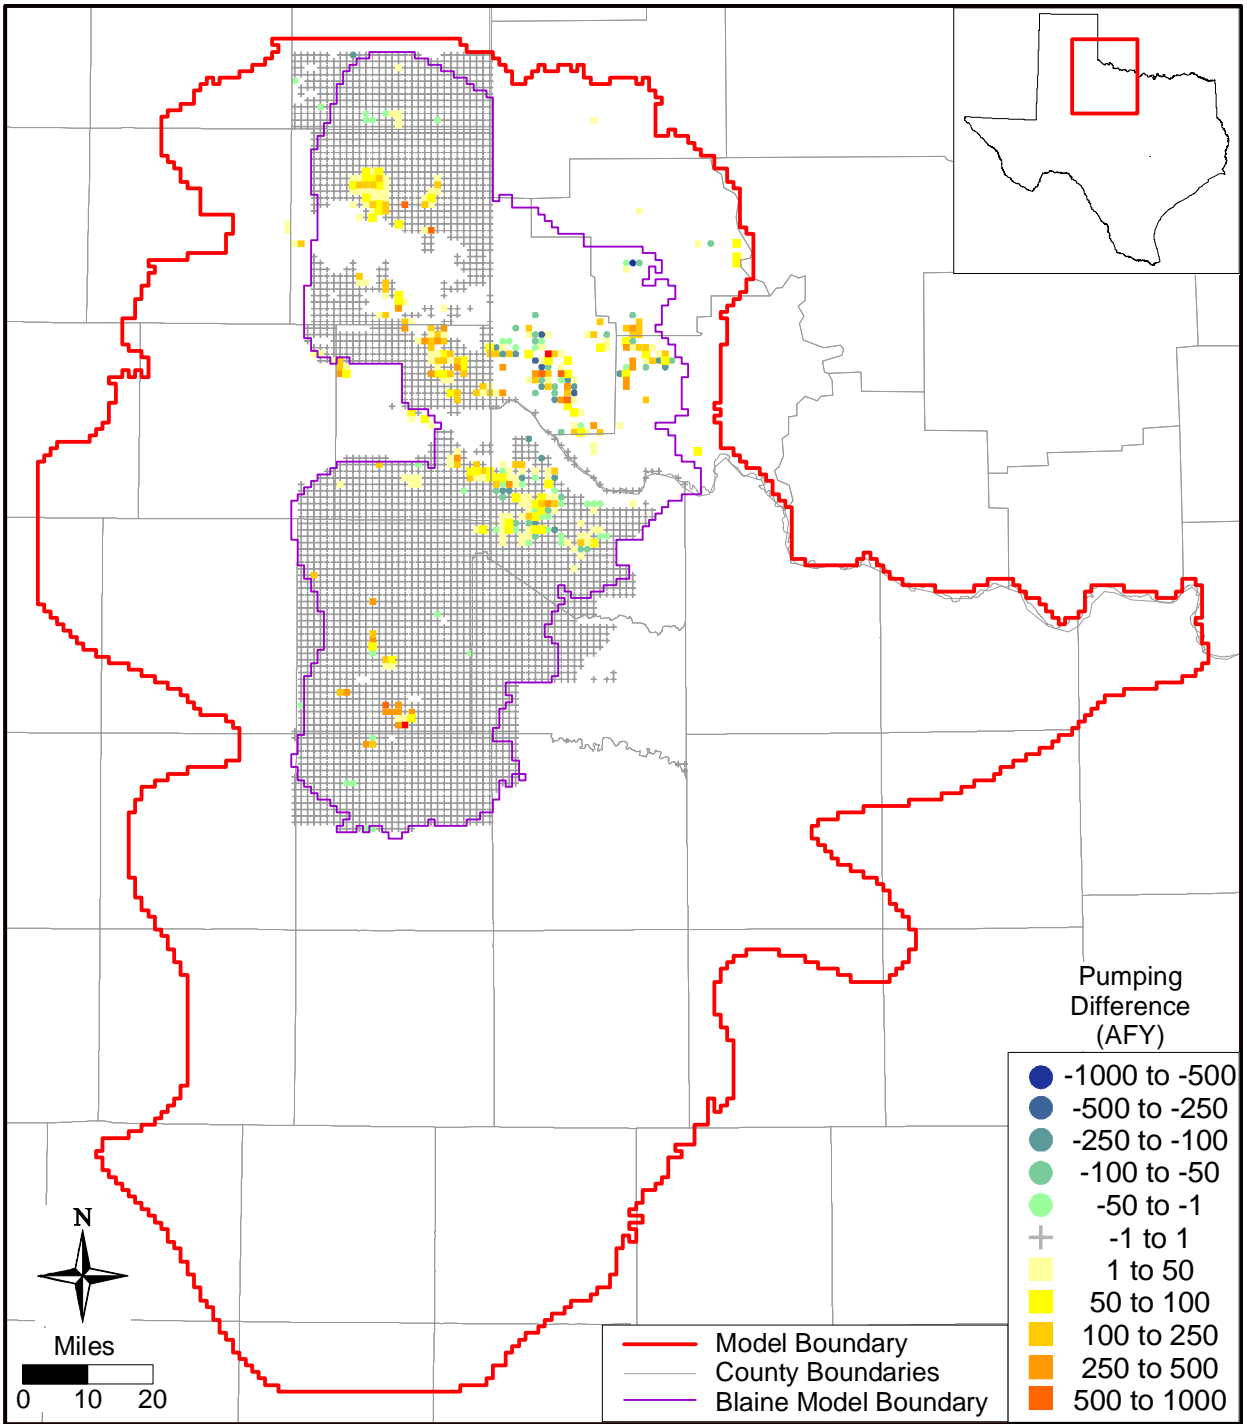 Pumping
Difference
(AFY)
-1000 to -500
-500 to -250
-250 to -100
-100 to -50
-50 to -1
-1 to 1
1 to 50
50 to 100
100 to 250
250 to 500
500 to 1000
N
Miles
0 10 20
Model Boundary
County Boundaries
Blaine Model Boundary